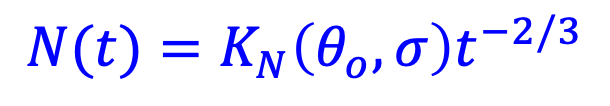 N(t) = K_N(θ_o, σ)t^{-2/3}